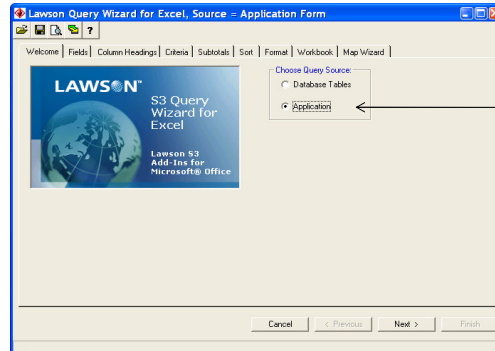 Lawson Query Wizard for Excel, Source = Application Form
?
Welcome Fields Column Headings Criteria Subtotals Sort Format Workbook Map Wizard
Choose Query Source:
Database Tables
Application
LAWSON™
S3 Query
Wizard for
Excel
Lawson S3
Add-Ins for
Microsoft® Office
Cancel < Previous Next > Finish